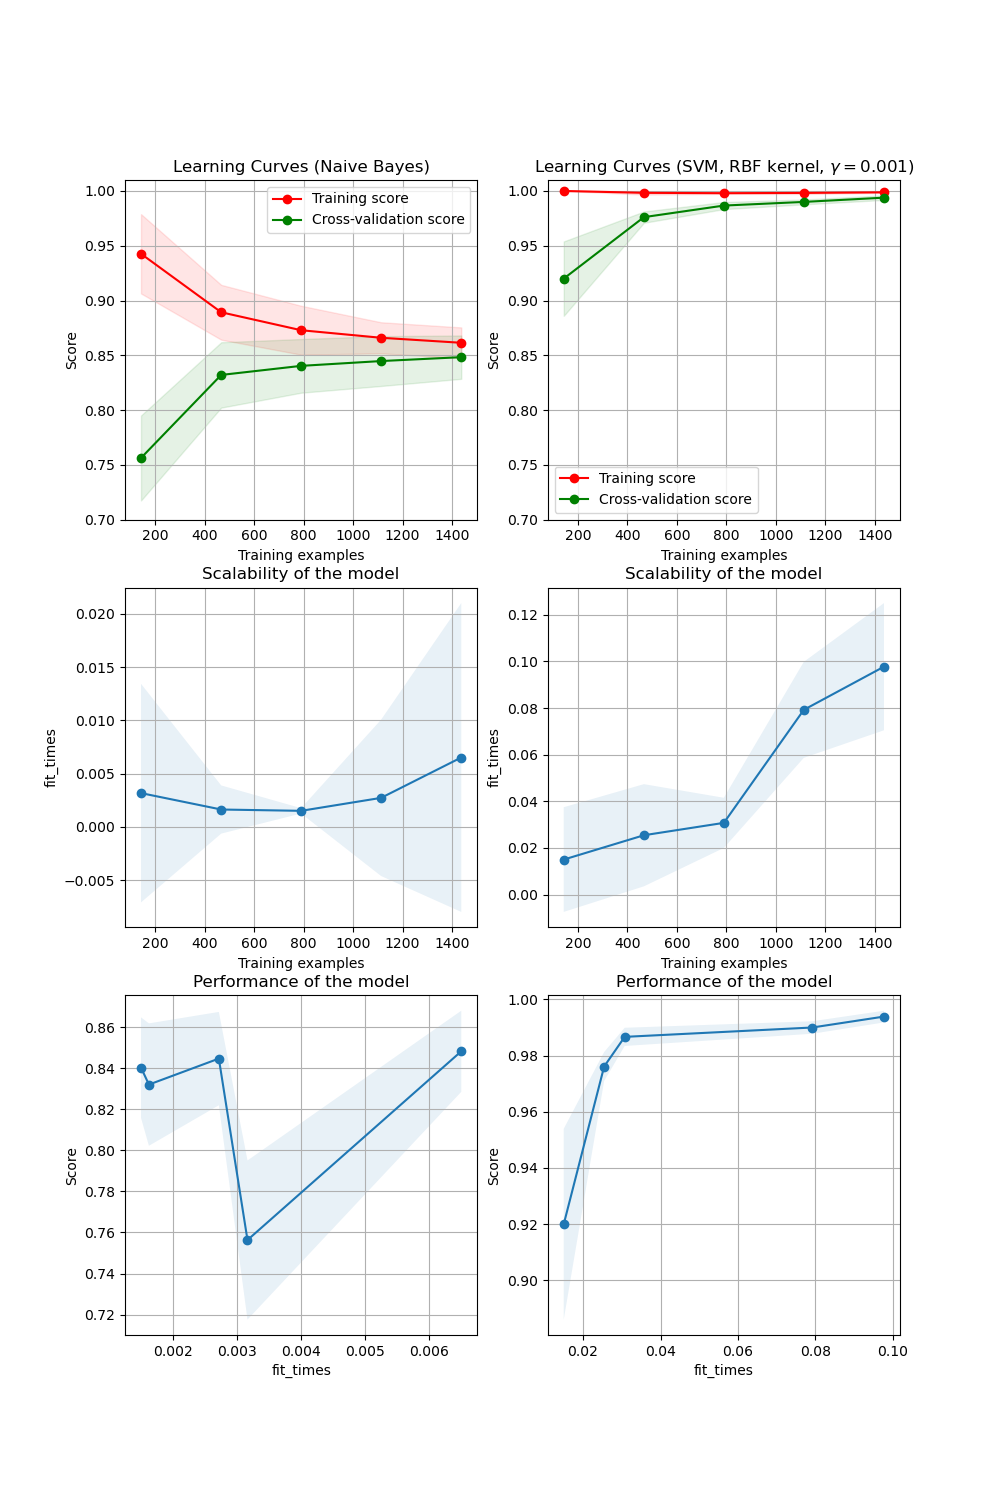 Learning Curves (Naive Bayes)
1.00
0.95
0.90
0.85
0.80
0.75
0.70
Score
Training score
Cross-validation score
200 400 600 800 1000 1200 1400
Training examples
Learning Curves (SVM, RBF kernel, γ = 0.001)
1.00
0.95
0.90
0.85
0.80
0.75
0.70
Score
Training score
Cross-validation score
200 400 600 800 1000 1200 1400
Training examples
Scalability of the model
0.020
0.015
0.010
0.005
0.000
−0.005
fit_times
200 400 600 800 1000 1200 1400
Training examples
Scalability of the model
0.12
0.10
0.08
0.06
0.04
0.02
0.00
fit_times
200 400 600 800 1000 1200 1400
Training examples
Performance of the model
0.86
0.84
0.82
0.80
0.78
0.76
0.74
0.72
Score
0.002 0.003 0.004 0.005 0.006
fit_times
Performance of the model
1.00
0.98
0.96
0.94
0.92
0.90
Score
0.02 0.04 0.06 0.08 0.10
fit_times